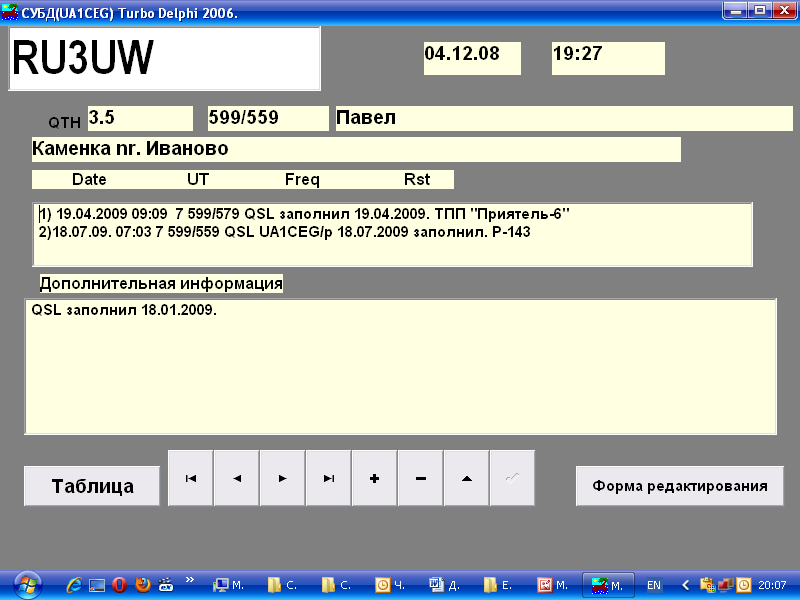 СУБД(UA1CEG) Turbo Delphi 2006.
RU3UW
04.12.08 19:27
QTH 3.5 599/559 Павел
Каменка nr. Иваново
Date UT Freq Rst
1) 19.04.2009 09:09 7 599/579 QSL заполнил 19.04.2009. ТПП "Приятель-6"
2)18.07.09. 07:03 7 599/559 QSL UA1CEG/p 18.07.2009 заполнил. Р-143
Дополнительная информация
QSL заполнил 18.01.2009.
Таблица Форма редактирования
М. С. С. Ч. Д. Е. М. М. EN 20:07